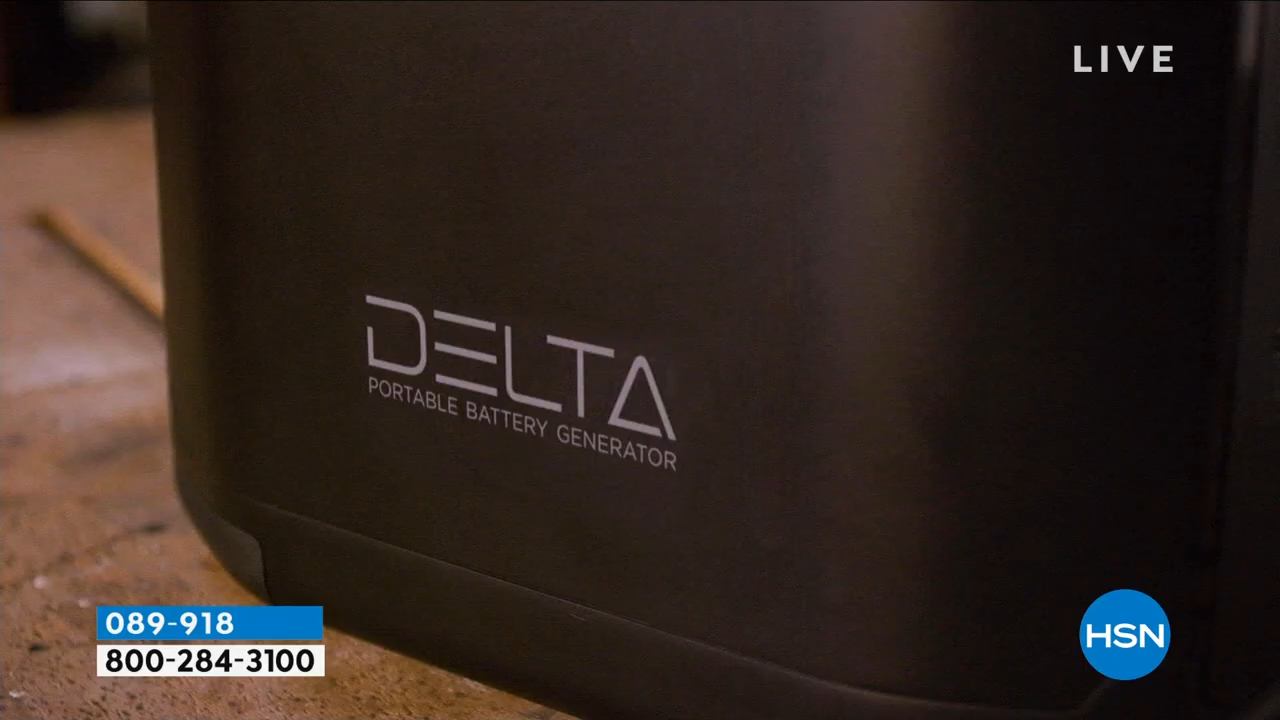 LIVE
DELTA
PORTABLE BATTERY GENERATOR
089-918
800-284-3100
HSN